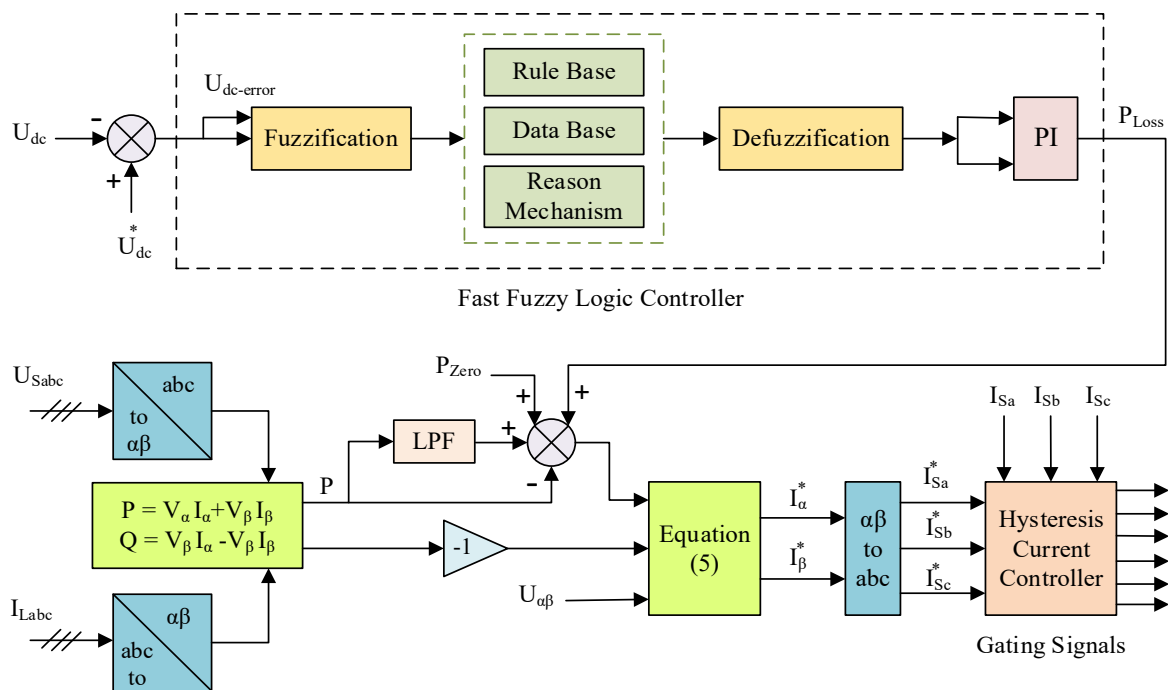 Rule Base
U_dc-error
P_Loss
-
U_dc
Fuzzification
Data Base
Defuzzification
PI
+
Reason
Mechanism
U*_dc
Fast Fuzzy Logic Controller
U_Sabc
abc
to
αβ
P_Zero
+
+
I_Sa
I_Sb
I_Sc
LPF
+
P
-
P = V_α I_α+V_β I_β
Q = V_β I_α -V_β I_β
-1
Equation
(5)
I*_α
I*_β
αβ
to
abc
I*_Sa
I*_Sb
I*_Sc
Hysteresis
Current
Controller
U_αβ
I_Labc
αβ
abc
to
Gating Signals